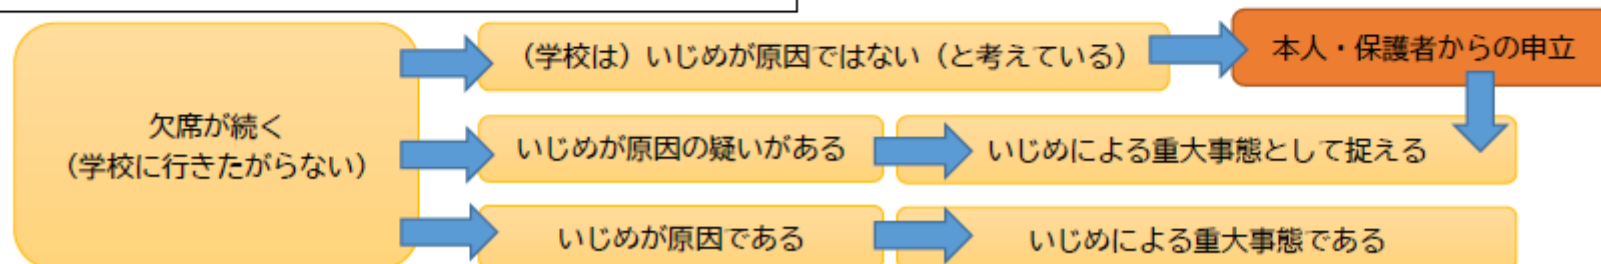 欠席が続く
（学校に行きたがらない）
（学校は）いじめが原因ではない（と考えている）
本人・保護者からの申立
いじめが原因の疑いがある
いじめによる重大事態として捉える
いじめが原因である
いじめによる重大事態である